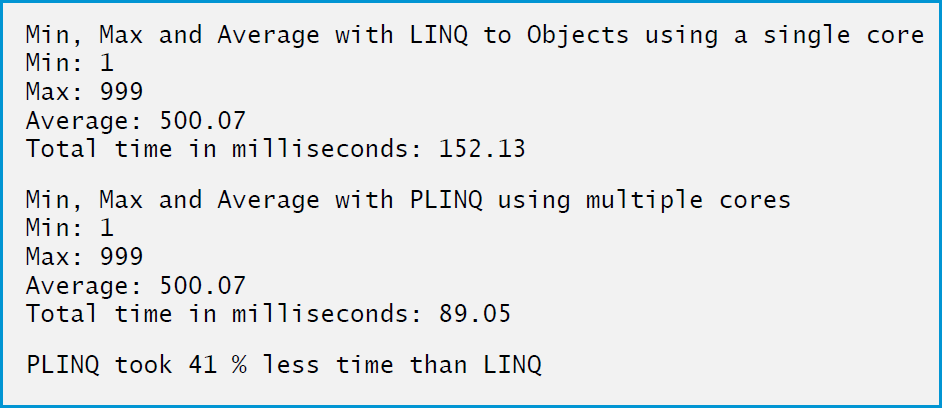 Min, Max and Average with LINQ to Objects using a single core
Min: 1
Max: 999
Average: 500.07
Total time in milliseconds: 152.13
Min, Max and Average with PLINQ using multiple cores
Min: 1
Max: 999
Average: 500.07
Total time in milliseconds: 89.05
PLINQ took 41 % less time than LINQ